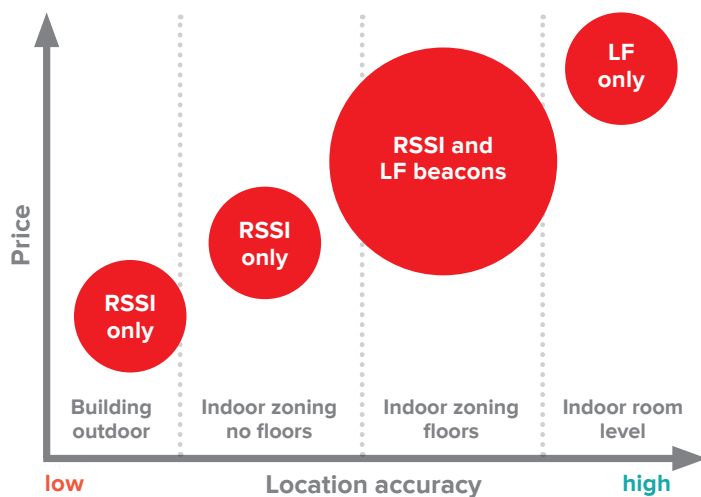 LF
only
RSSI and
LF beacons
RSSI
only
RSSI
only
Price
Building
outdoor
Indoor zoning
no floors
Indoor zoning
floors
Indoor room
level
low
Location accuracy
high